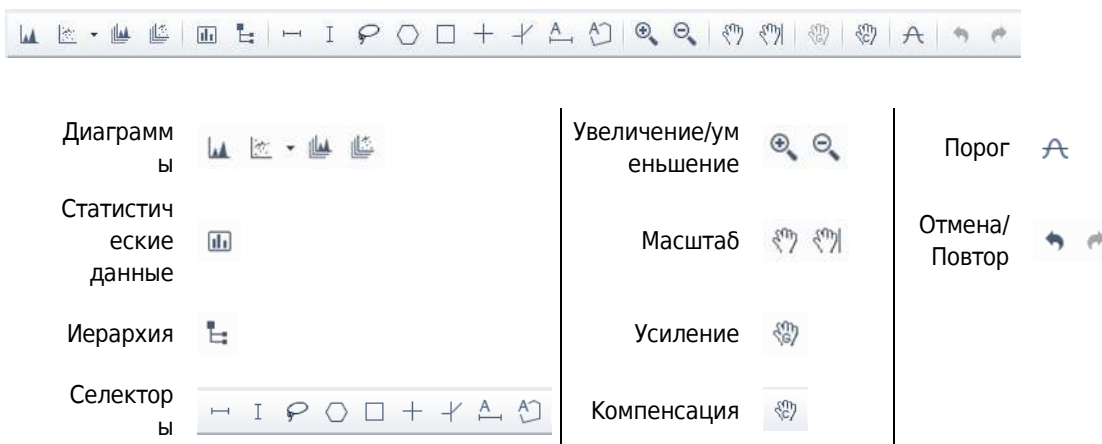 Диаграмм
ы
Статистич
еские
данные
Иерархия
Селектор
ы
Увеличение/ум
еньшение
Масштаб
Усиление
Компенсация
Порог
Отмена/
Повтор